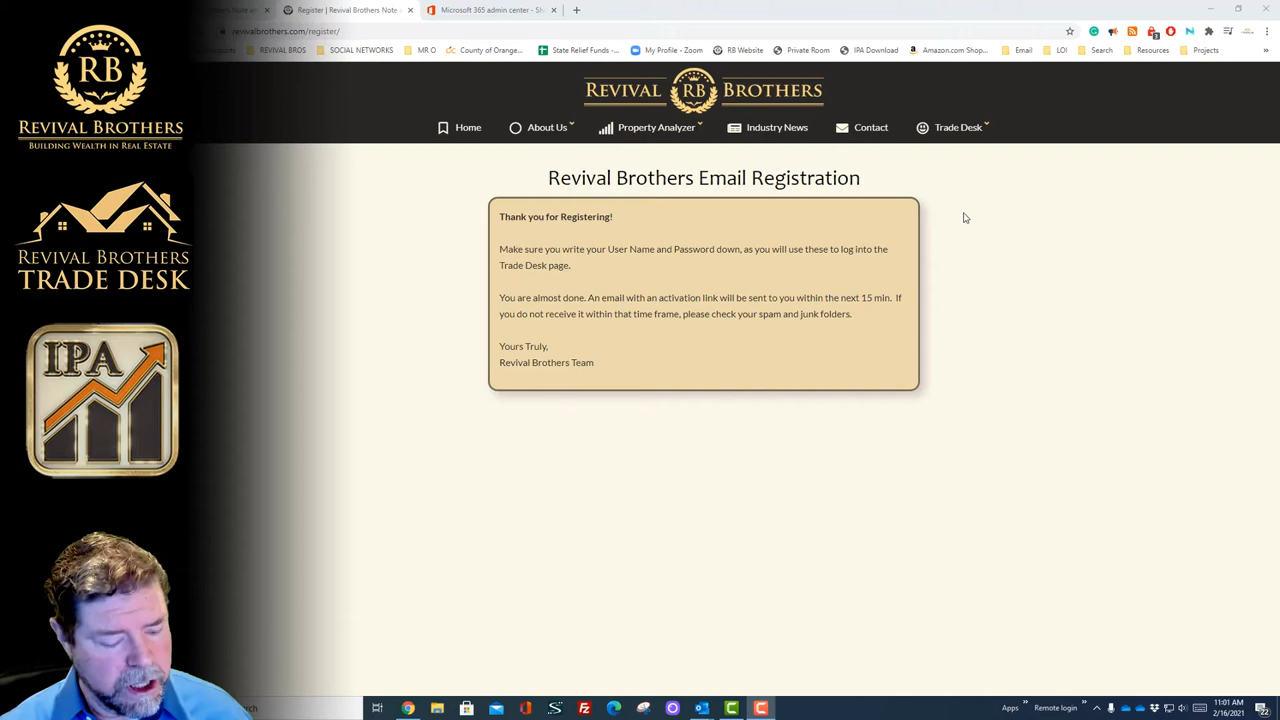 Register | Revival Brothers Note
Microsoft 365 admin center - S
revivalbrothers.com/register/
REVIVAL BROS
SOCIAL NETWORKS
MR O
County of Orange...
State Relief Funds -...
My Profile - Zoom
RB Website
Private Room
IPA Download
Amazon.com Shop...
Email
LOI
Search
Resources
Projects
RB
REVIVAL BROTHERS
BUILDING WEALTH IN REAL ESTATE
REVIVAL RB BROTHERS
Home
About Us
Property Analyzer
Industry News
Contact
Trade Desk
REVIVAL BROTHERS
TRADE DESK
IPA
Revival Brothers Email Registration
Thank you for Registering!
Make sure you write your User Name and Password down, as you will use these to log into the
Trade Desk page.
You are almost done. An email with an activation link will be sent to you within the next 15 min. If
you do not receive it within that time frame, please check your spam and junk folders.
Yours Truly,
Revival Brothers Team
Apps
Remote login
11:01 AM
2/16/2021
22